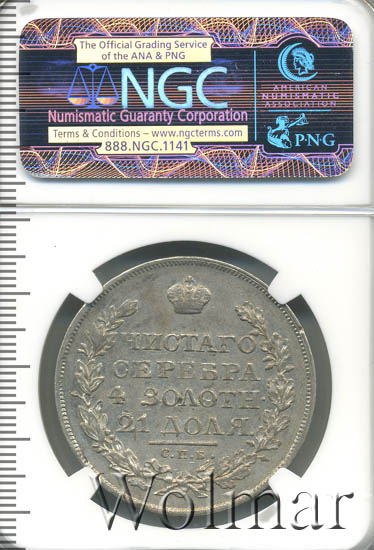 The Official Grading Service
of the ANA & PNG
NGC
Numismatic Guaranty Corporation
Terms & Conditions – www.ngcterms.com
888.NGC.1141
AMERICAN
NUMISMATIC
ASSOCIATION
P·N·G
ЧИСТАГО
СЕРЕБРА
4 ЗОЛОТН·
21 ДОЛЯ
С.П.Б.
Wolmar